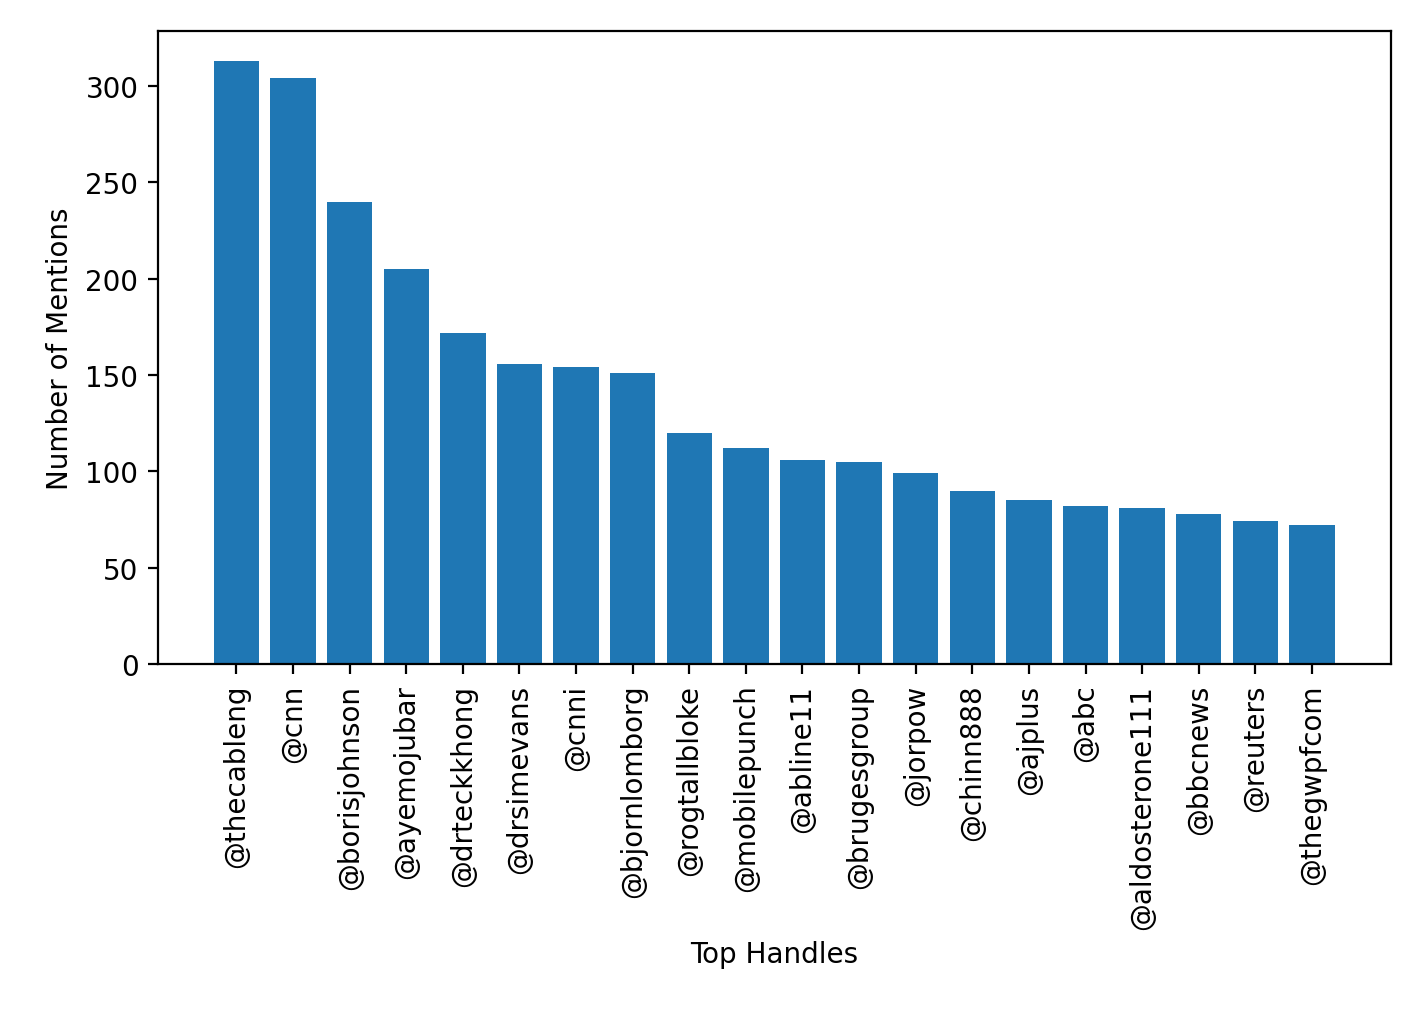 300
250
200
150
100
50
0
Number of Mentions
@thecableng
@cnn
@borisjohnson
@ayemojubar
@drteckkhong
@drsimevans
@cnni
@bjornlomborg
@rogtallbloke
@mobilepunch
@abline11
@brugesgroup
@jorpow
@chinn888
@ajplus
@abc
@aldosterone111
@bbcnews
@reuters
@thegwpfcom
Top Handles